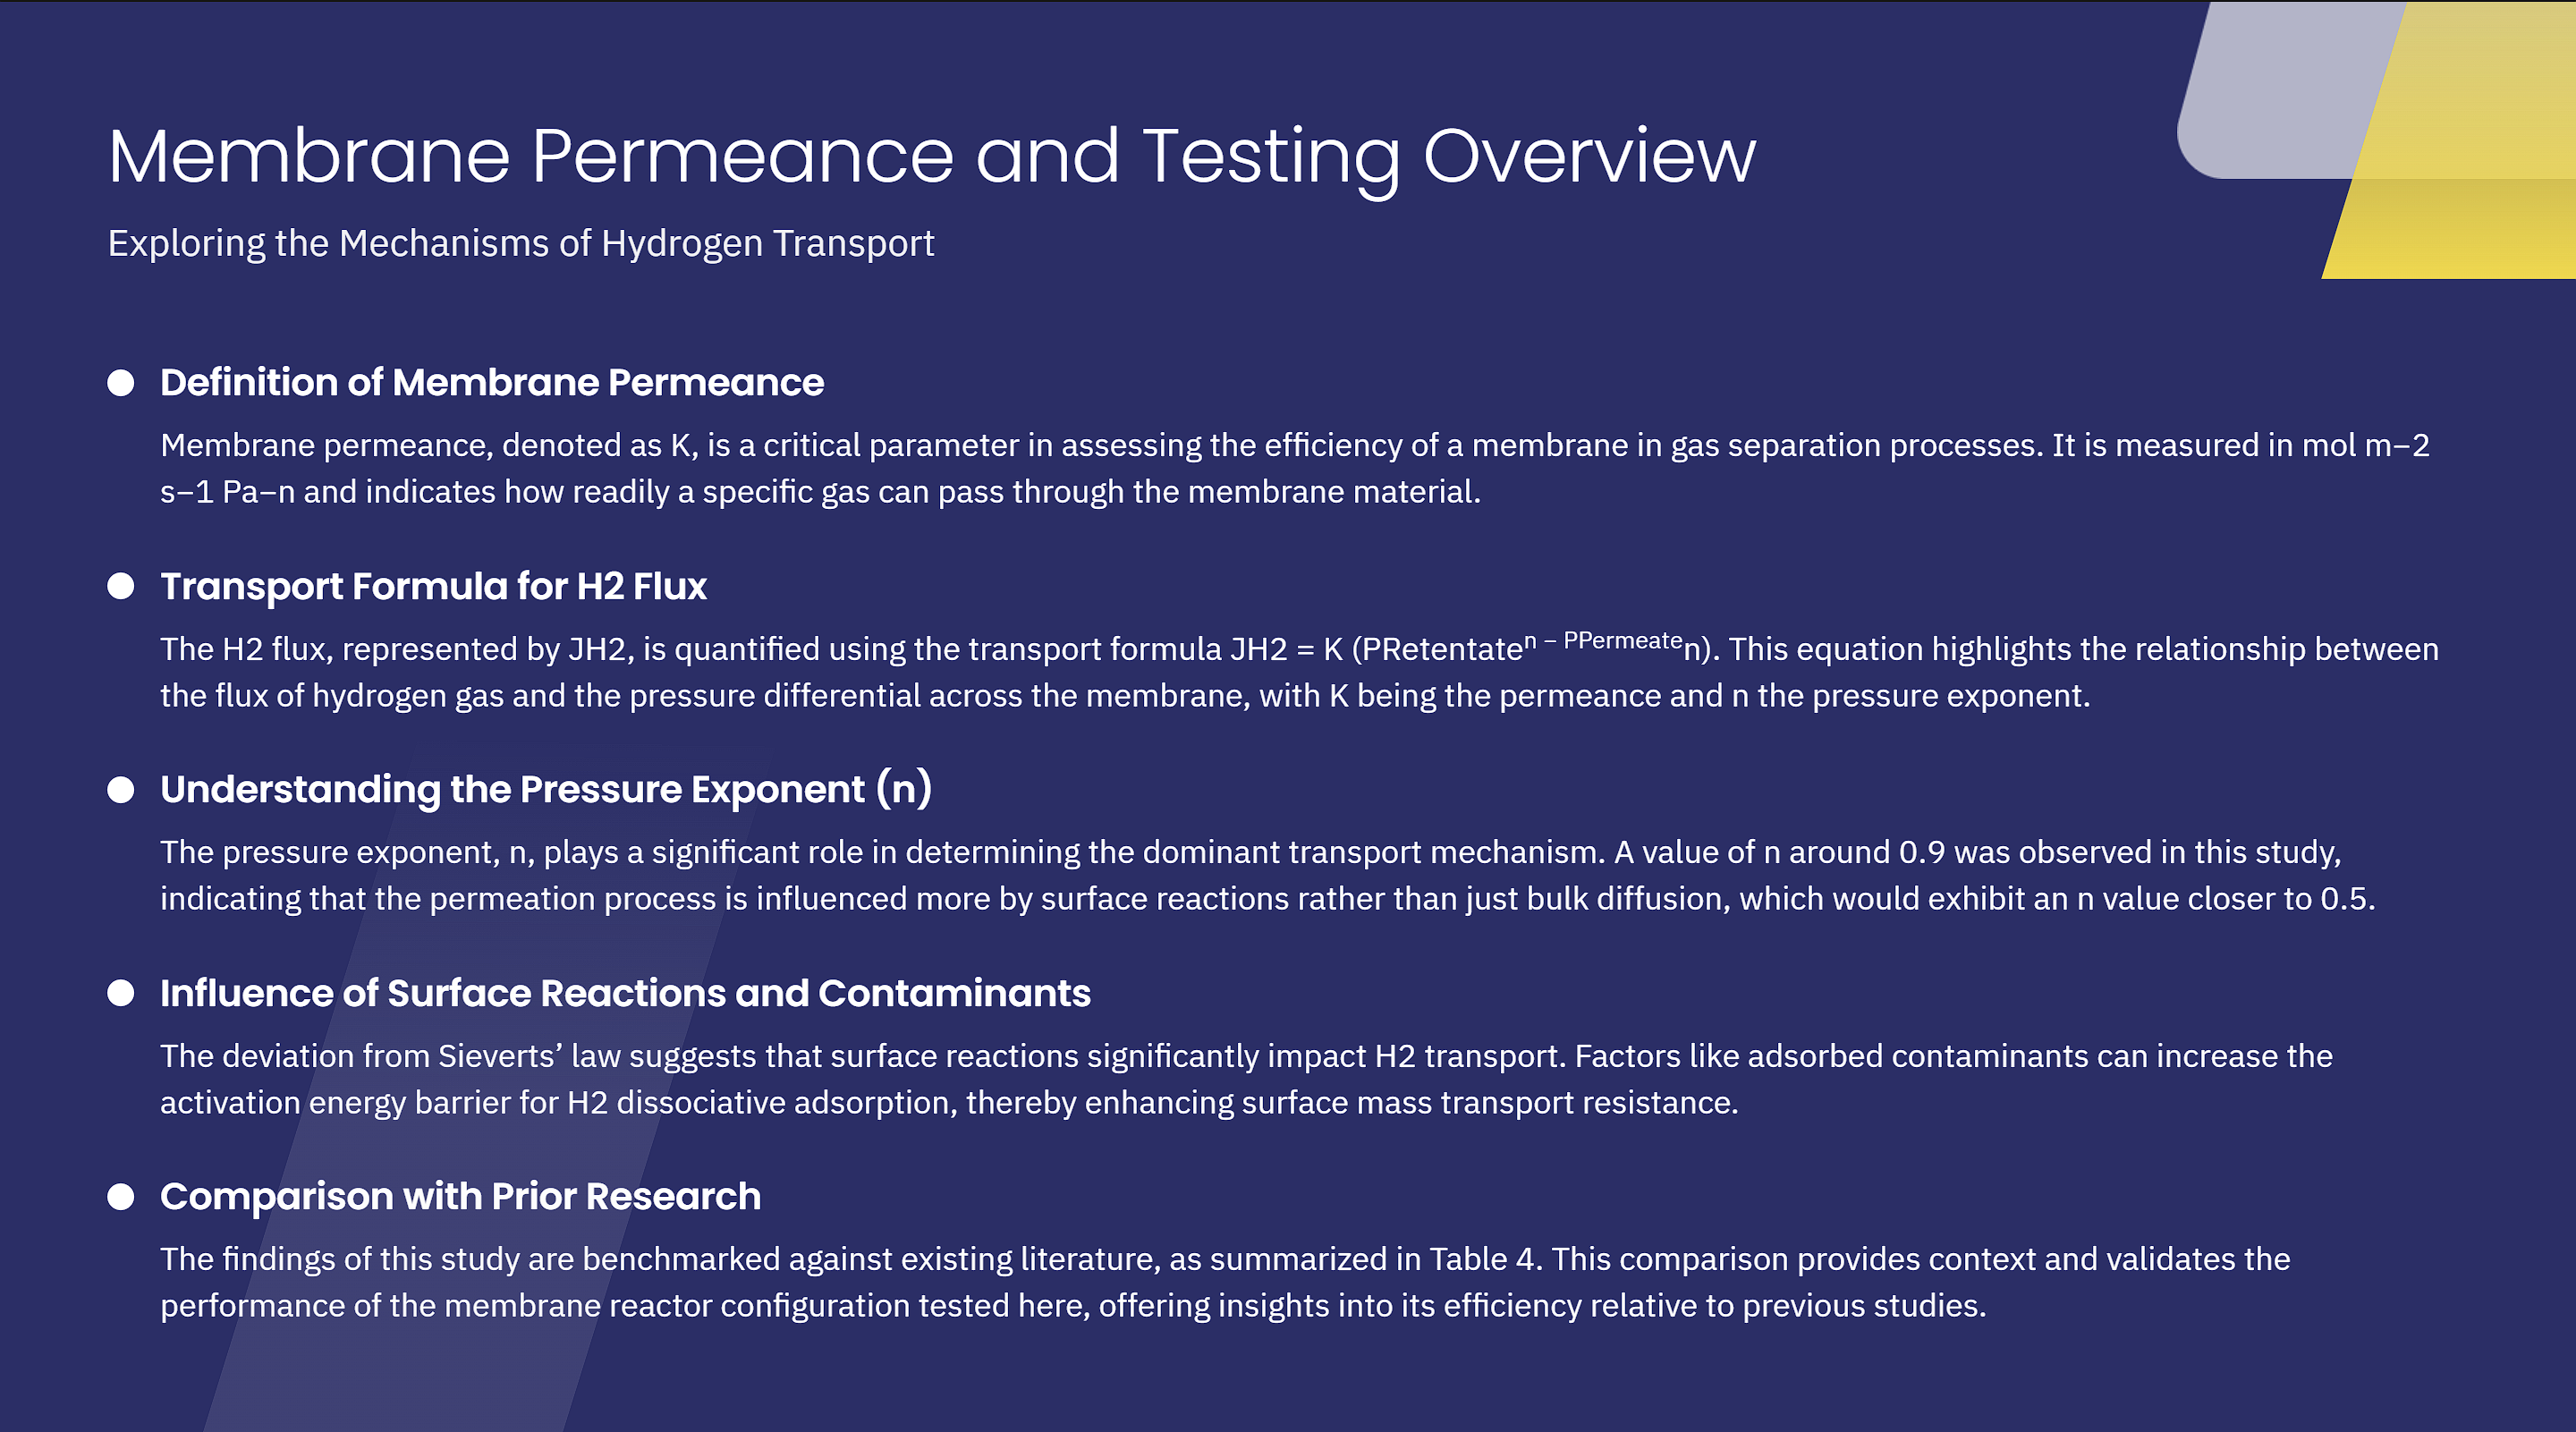 Membrane Permeance and Testing Overview
Exploring the Mechanisms of Hydrogen Transport
Definition of Membrane Permeance
Membrane permeance, denoted as K, is a critical parameter in assessing the efficiency of a membrane in gas separation processes. It is measured in mol m−2
s−1 Pa−n and indicates how readily a specific gas can pass through the membrane material.
Transport Formula for H2 Flux
The H2 flux, represented by JH2, is quantified using the transport formula JH2 = K (PRetentate^n − PPermeate^n). This equation highlights the relationship between
the flux of hydrogen gas and the pressure differential across the membrane, with K being the permeance and n the pressure exponent.
Understanding the Pressure Exponent (n)
The pressure exponent, n, plays a significant role in determining the dominant transport mechanism. A value of n around 0.9 was observed in this study,
indicating that the permeation process is influenced more by surface reactions rather than just bulk diffusion, which would exhibit an n value closer to 0.5.
Influence of Surface Reactions and Contaminants
The deviation from Sieverts’ law suggests that surface reactions significantly impact H2 transport. Factors like adsorbed contaminants can increase the
activation energy barrier for H2 dissociative adsorption, thereby enhancing surface mass transport resistance.
Comparison with Prior Research
The findings of this study are benchmarked against existing literature, as summarized in Table 4. This comparison provides context and validates the
performance of the membrane reactor configuration tested here, offering insights into its efficiency relative to previous studies.